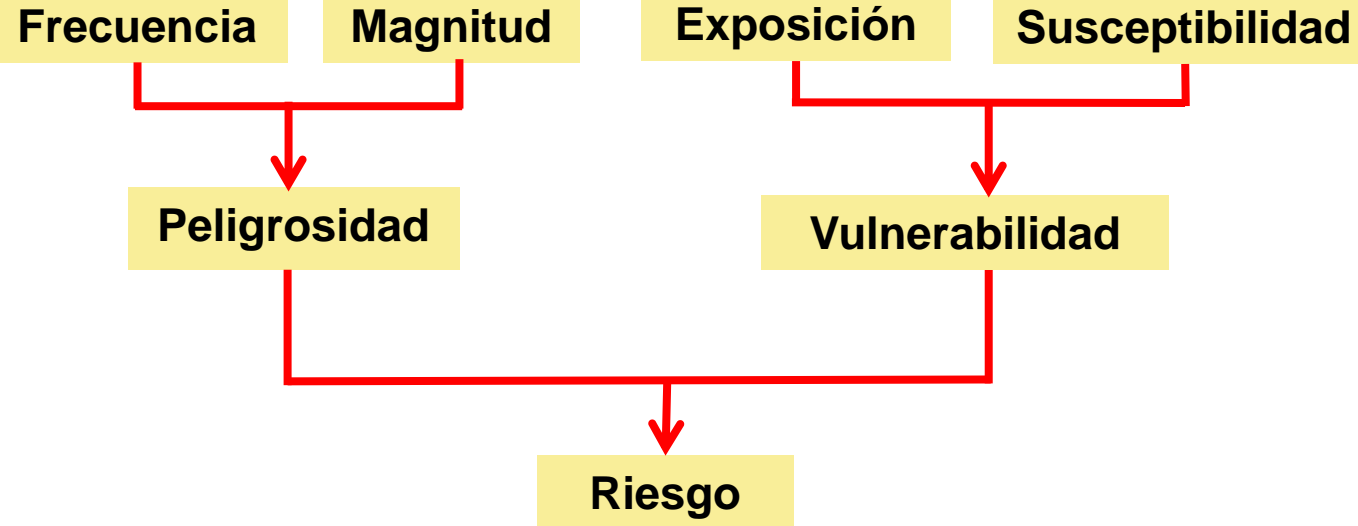 Frecuencia
Magnitud
Exposición
Susceptibilidad
Peligrosidad
Vulnerabilidad
Riesgo